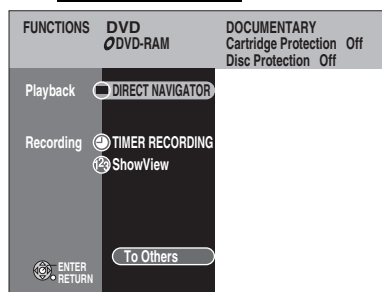 FUNCTIONS DVD DOCUMENTARY
DVD-RAM Cartridge Protection Off
Disc Protection Off
Playback DIRECT NAVIGATOR
Recording TIMER RECORDING
123 ShowView
To Others
ENTER
RETURN